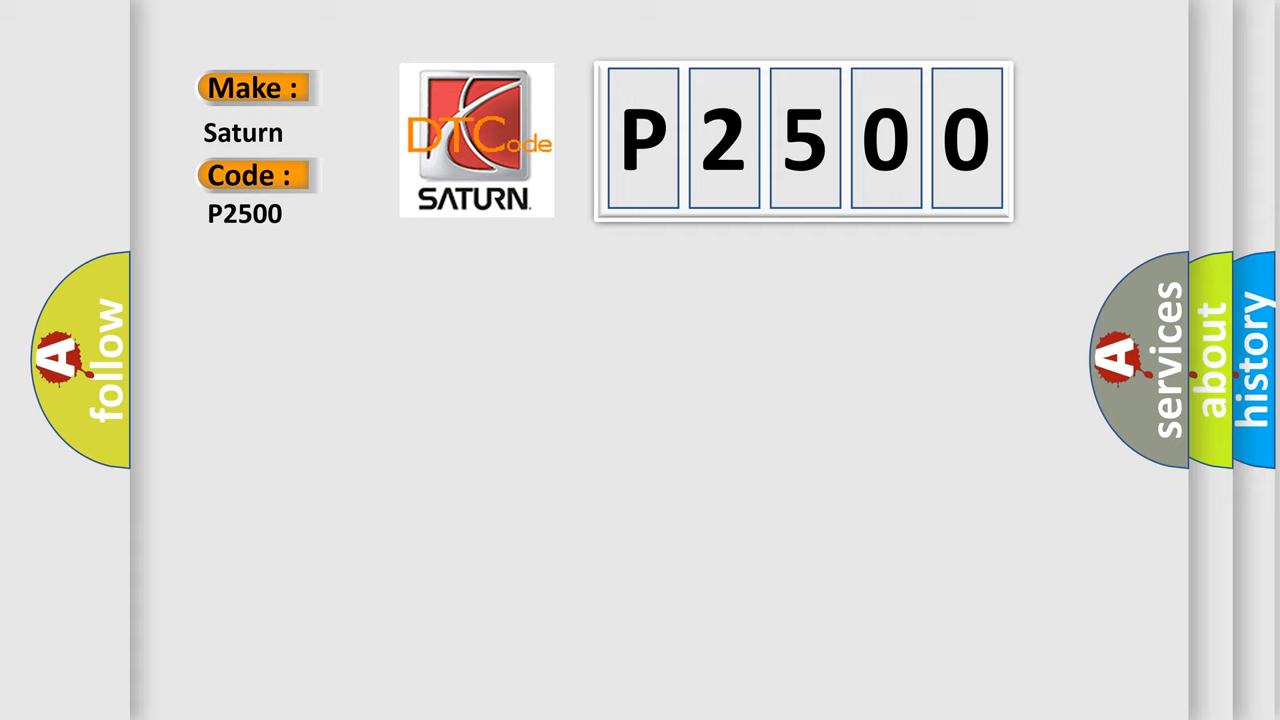 Make :
Saturn
Code :
P2500
DTCode
SATURN
P 2 5 0 0
A follow
A services
about
history